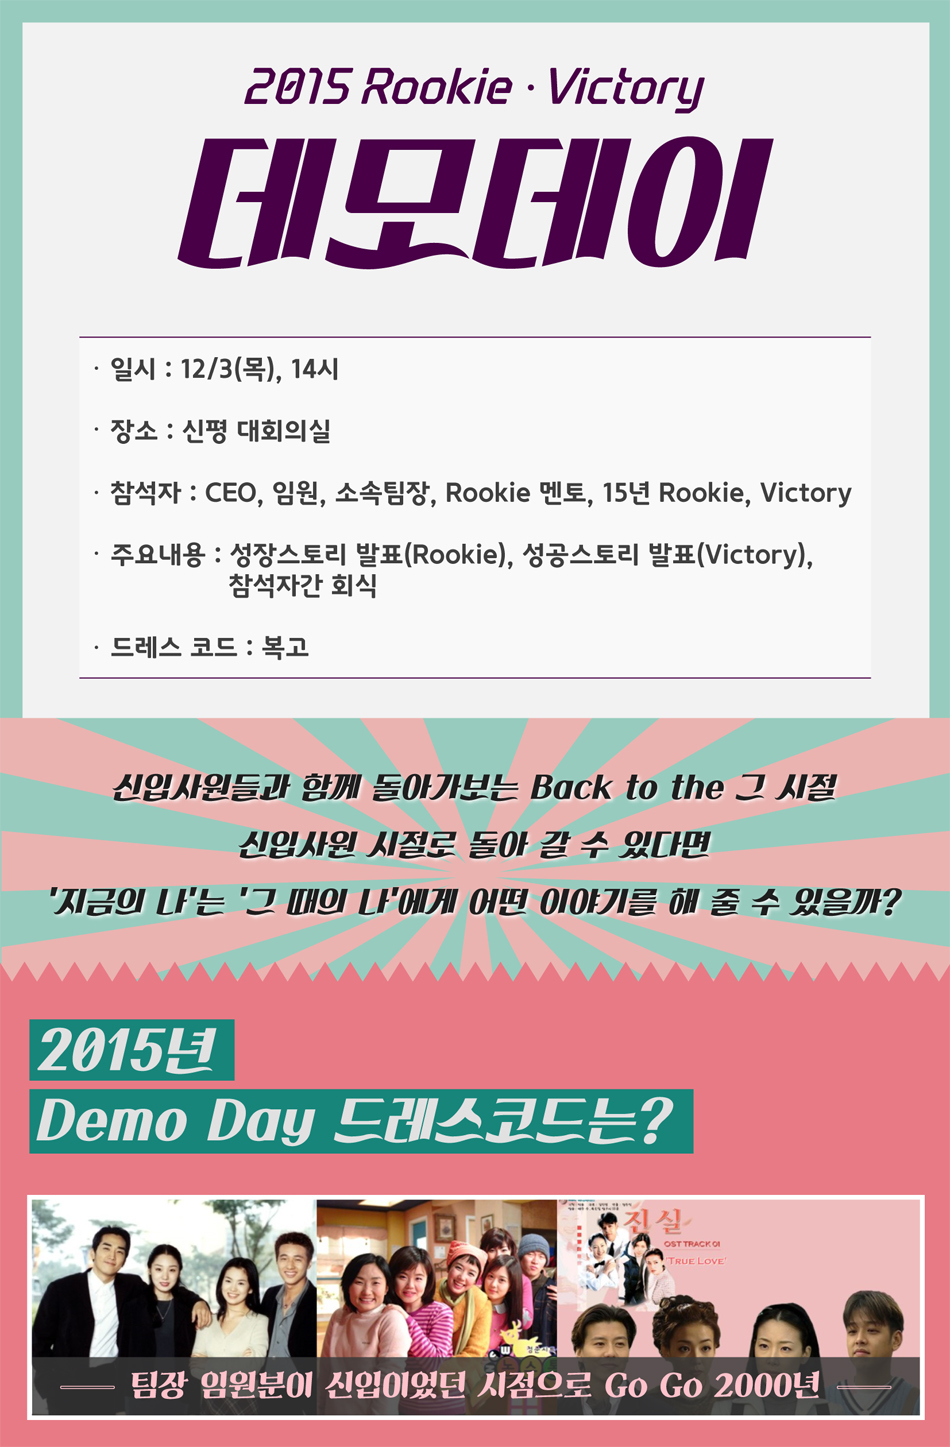 2015 Rookie · Victory
데모데이
· 일시 : 12/3(목), 14시
· 장소 : 신평 대회의실
· 참석자 : CEO, 임원, 소속팀장, Rookie 멘토, 15년 Rookie, Victory
· 주요내용 : 성장스토리 발표(Rookie), 성공스토리 발표(Victory),
참석자간 회식
· 드레스 코드 : 복고
신입사원들과 함께 돌아가보는 Back to the 그 시절
신입사원 시절로 돌아 갈 수 있다면
'지금의 나'는 '그 때의 나'에게 어떤 이야기를 해 줄 수 있을까?
2015년
Demo Day 드레스코드는?
진실
OST TRACK 01
'TRUE LOVE'
팀장 임원분이 신입이었던 시점으로 Go Go 2000년